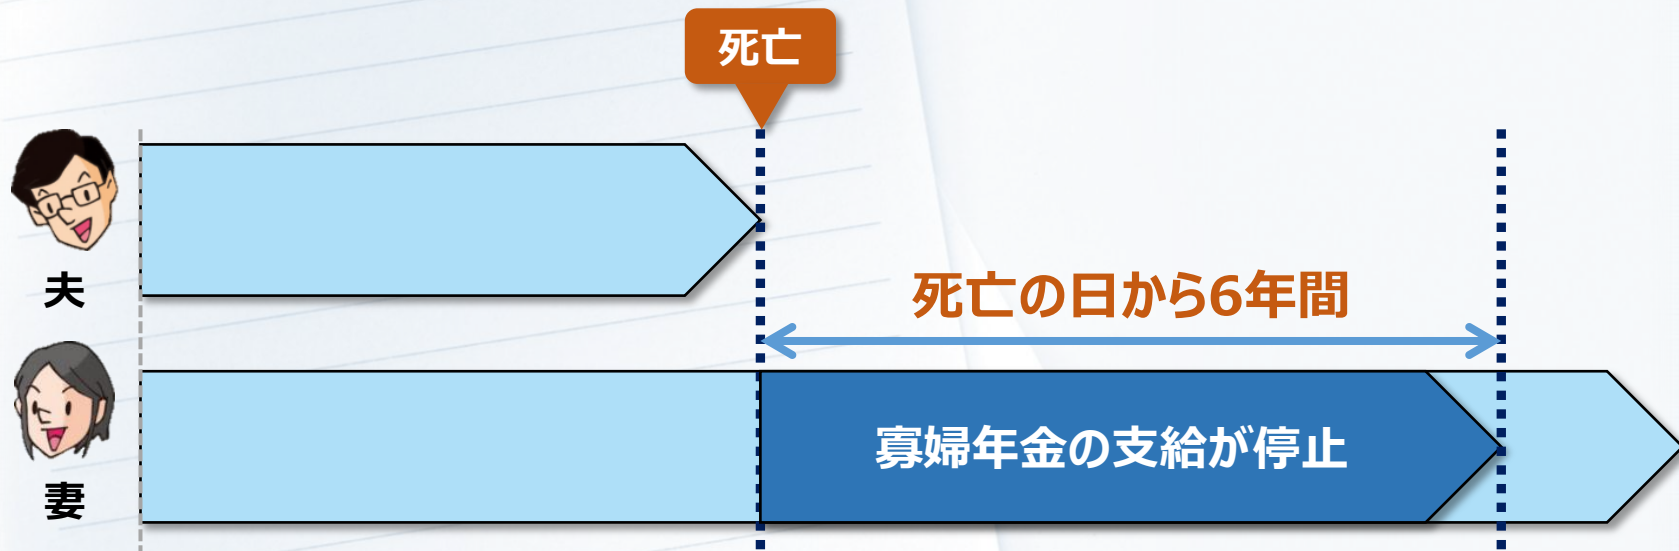 死亡
夫
死亡の日から6年間
寡婦年金の支給が停止
妻